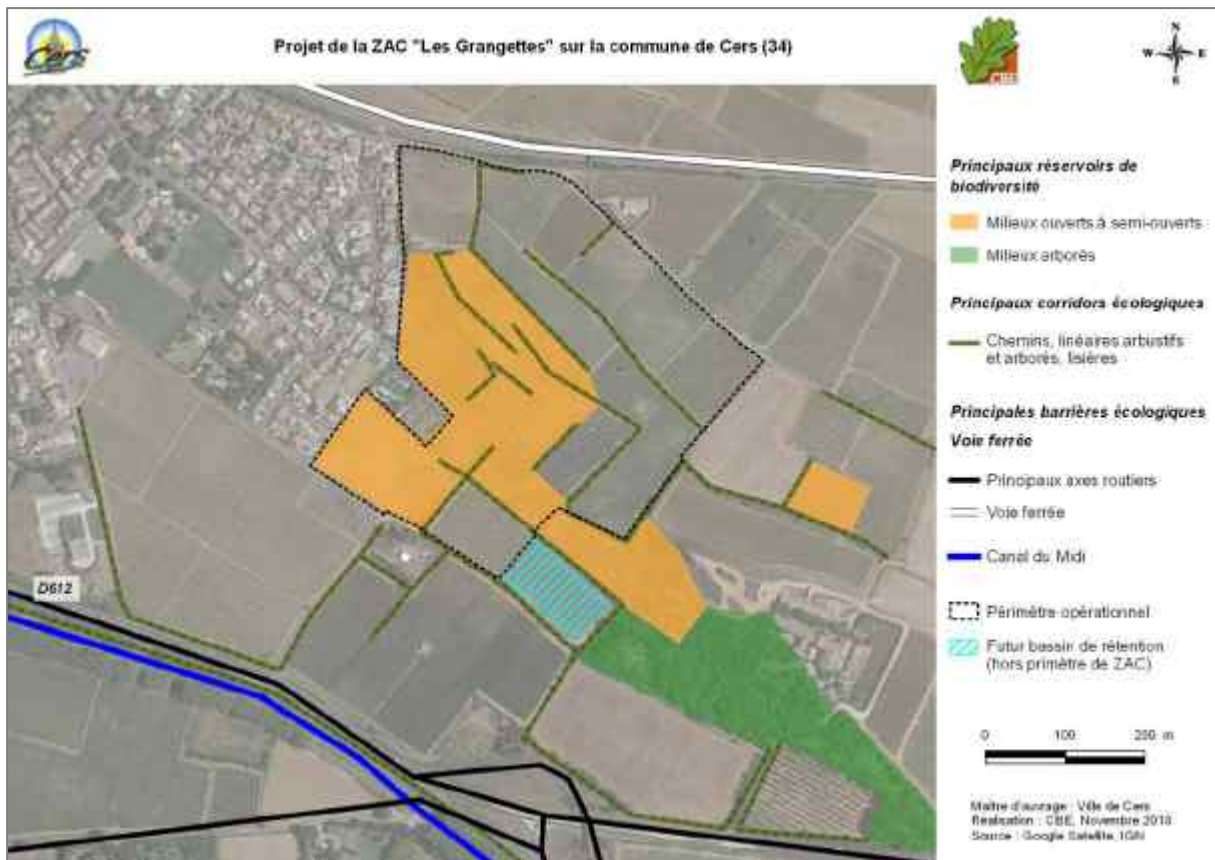 Cers
Projet de la ZAC "Les Grangettes" sur la commune de Cers (34)
CBE
N
W E
S
Principaux réservoirs de
biodiversité
Milieux ouverts à semi-ouverts
Milieux arborés
Principaux corridors écologiques
Chemins, linéaires arbustifs
et arborés, lisières
Principales barrières écologiques
Voie ferrée
Principaux axes routiers
Voie ferrée
Canal du Midi
Périmètre opérationnel
Futur bassin de rétention
(hors primètre de ZAC)
D612
0 100 200 m
Maître d'ouvrage : Ville de Cers
Réalisation : CBE, Novembre 2018
Source : Google Satellite, IGN